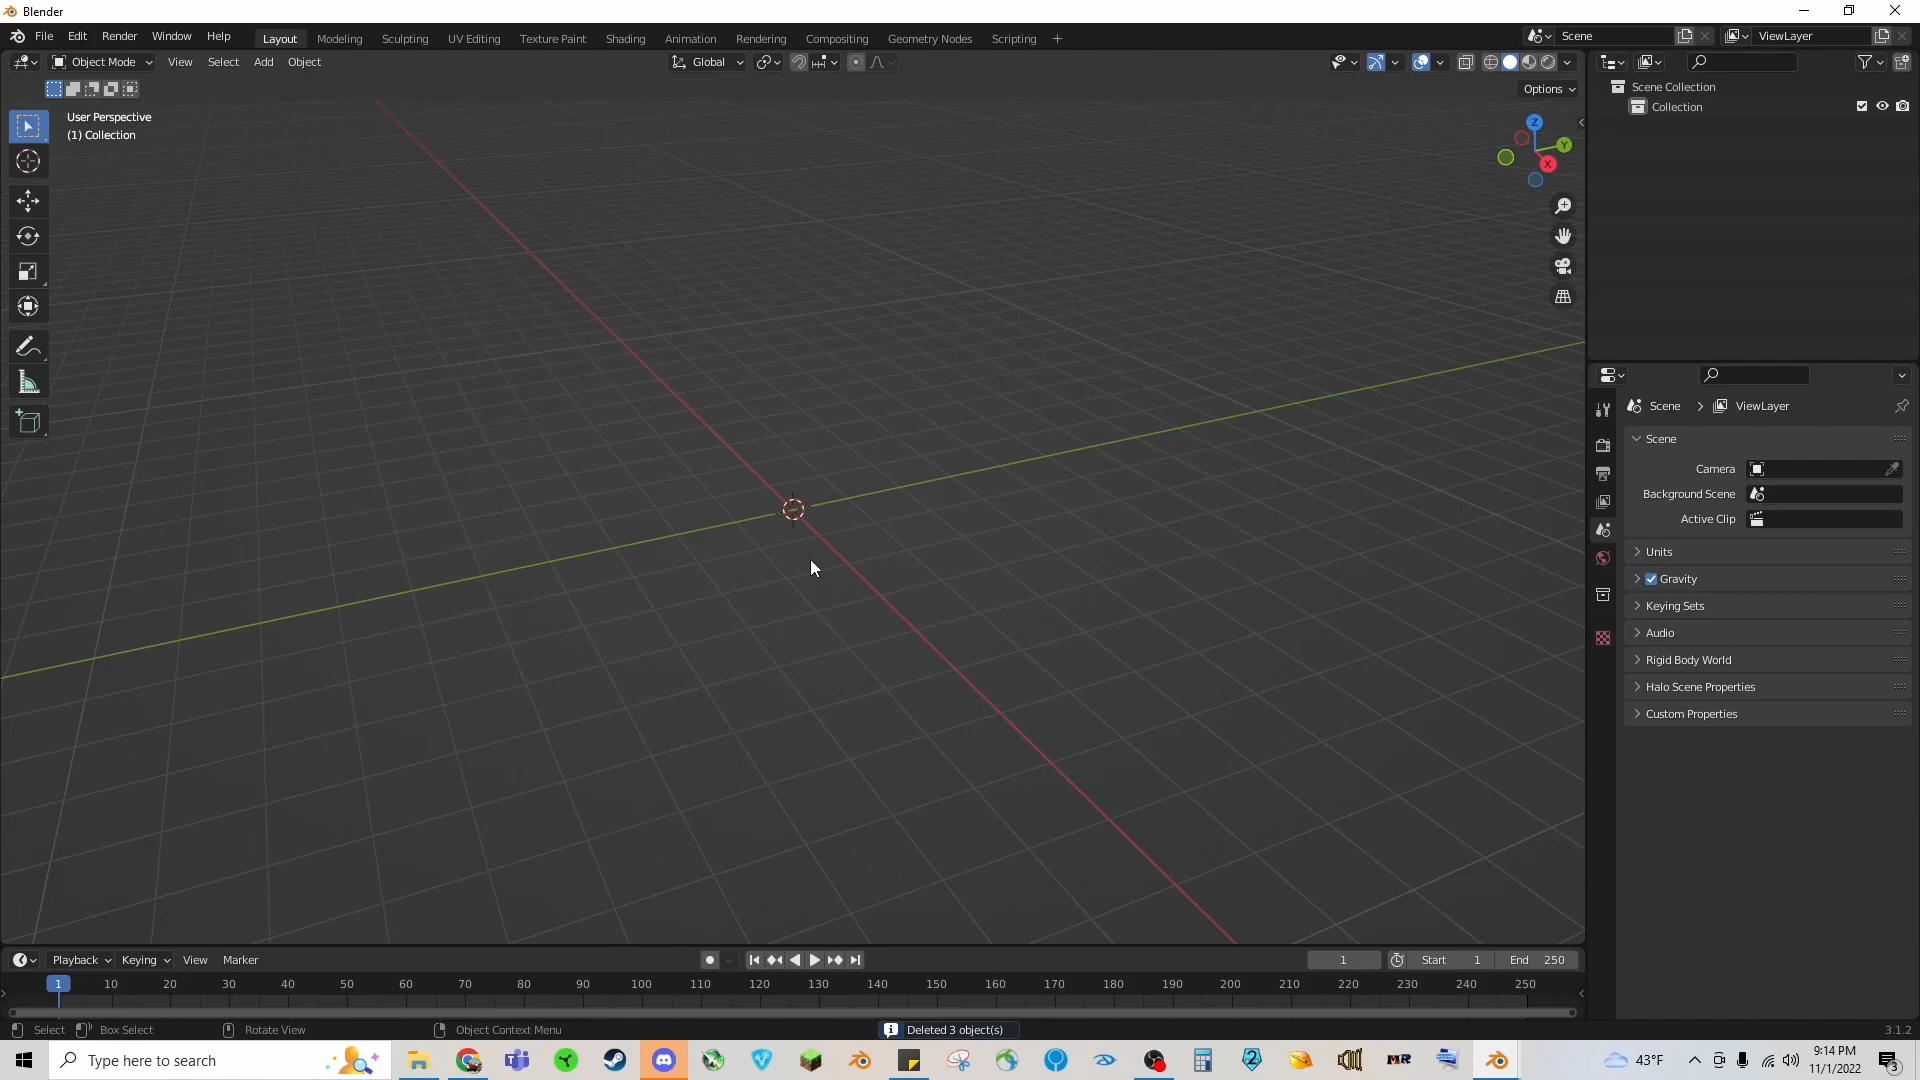 Blender
File Edit Render Window Help
Layout Modeling Sculpting UV Editing Texture Paint Shading Animation Rendering Compositing Geometry Nodes Scripting +
Scene
ViewLayer
Object Mode View Select Add Object
Global
Options
User Perspective
(1) Collection
Z
Y
X
Scene Collection
Collection
Scene > ViewLayer
Scene
Camera
Background Scene
Active Clip
Units
Gravity
Keying Sets
Audio
Rigid Body World
Halo Scene Properties
Custom Properties
Playback Keying View Marker
1 Start 1 End 250
1 10 20 30 40 50 60 70 80 90 100 110 120 130 140 150 160 170 180 190 200 210 220 230 240 250
Select Box Select Rotate View Object Context Menu Deleted 3 object(s) 3.1.2
Type here to search
MR
2
43°F
9:14 PM
11/1/2022
3